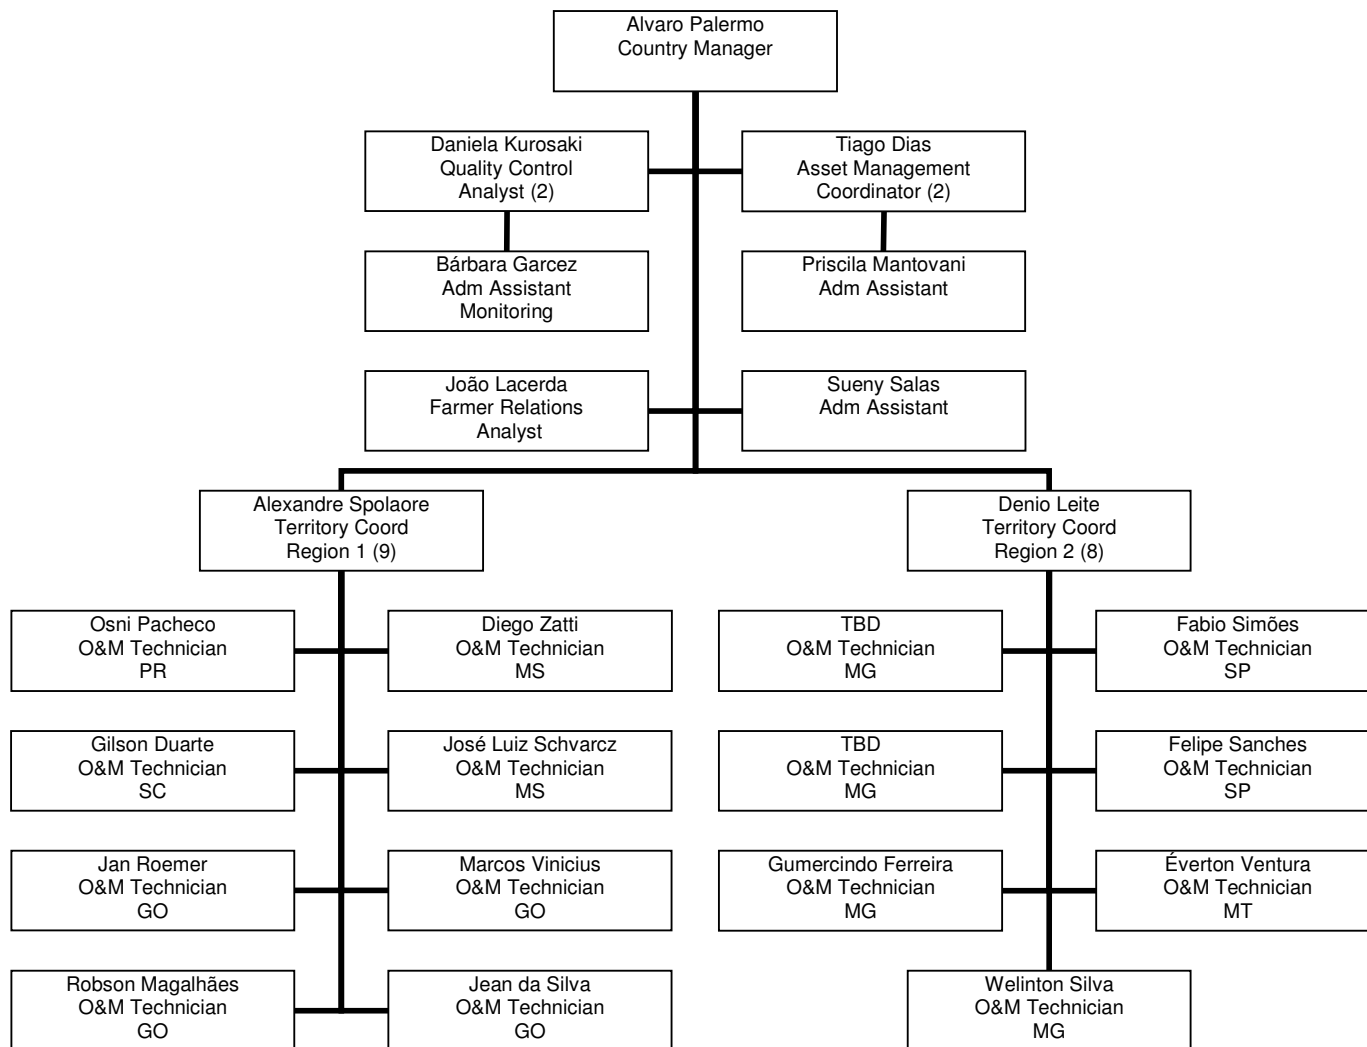 Alvaro Palermo
Country Manager
Daniela Kurosaki
Quality Control
Analyst (2)
Tiago Dias
Asset Management
Coordinator (2)
Bárbara Garcez
Adm Assistant
Monitoring
Priscila Mantovani
Adm Assistant
João Lacerda
Farmer Relations
Analyst
Sueny Salas
Adm Assistant
Alexandre Spolaore
Territory Coord
Region 1 (9)
Denio Leite
Territory Coord
Region 2 (8)
Osni Pacheco
O&M Technician
PR
Diego Zatti
O&M Technician
MS
TBD
O&M Technician
MG
Fabio Simões
O&M Technician
SP
Gilson Duarte
O&M Technician
SC
José Luiz Schvarcz
O&M Technician
MS
TBD
O&M Technician
MG
Felipe Sanches
O&M Technician
SP
Jan Roemer
O&M Technician
GO
Marcos Vinicius
O&M Technician
GO
Gumercindo Ferreira
O&M Technician
MG
Éverton Ventura
O&M Technician
MT
Robson Magalhães
O&M Technician
GO
Jean da Silva
O&M Technician
GO
Welinton Silva
O&M Technician
MG